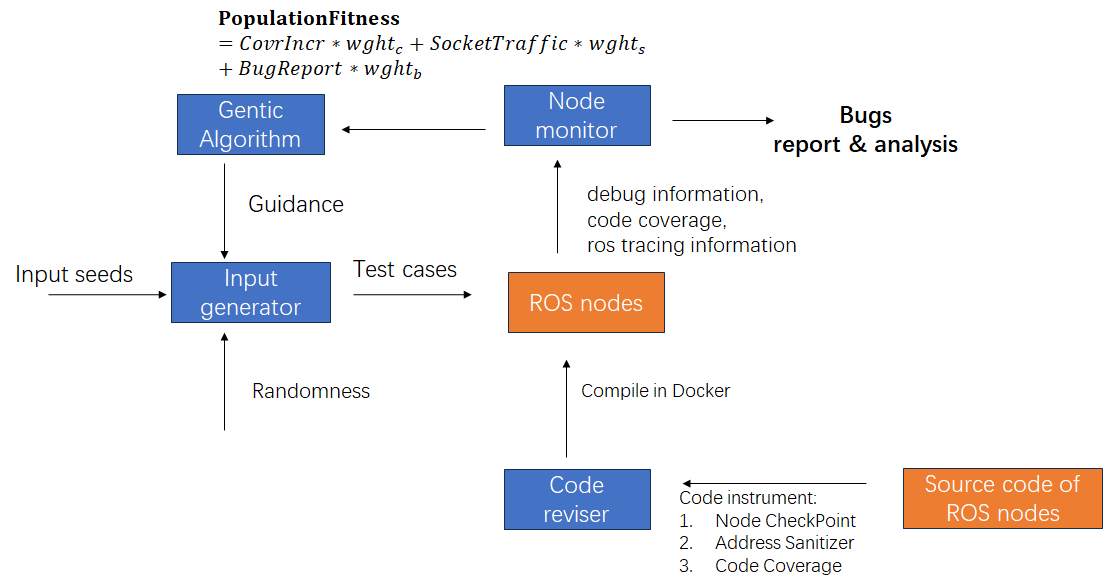 PopulationFitness
= CovrIncr ∗ wght_c + SocketTraffic ∗ wght_s
+ BugReport ∗ wght_b
Gentic
Algorithm
Node
monitor
Bugs
report & analysis
Guidance
debug information,
code coverage,
ros tracing information
Input seeds
Input
generator
Test cases
ROS nodes
Randomness
Compile in Docker
Code
reviser
Code instrument:
1. Node CheckPoint
2. Address Sanitizer
3. Code Coverage
Source code of
ROS nodes